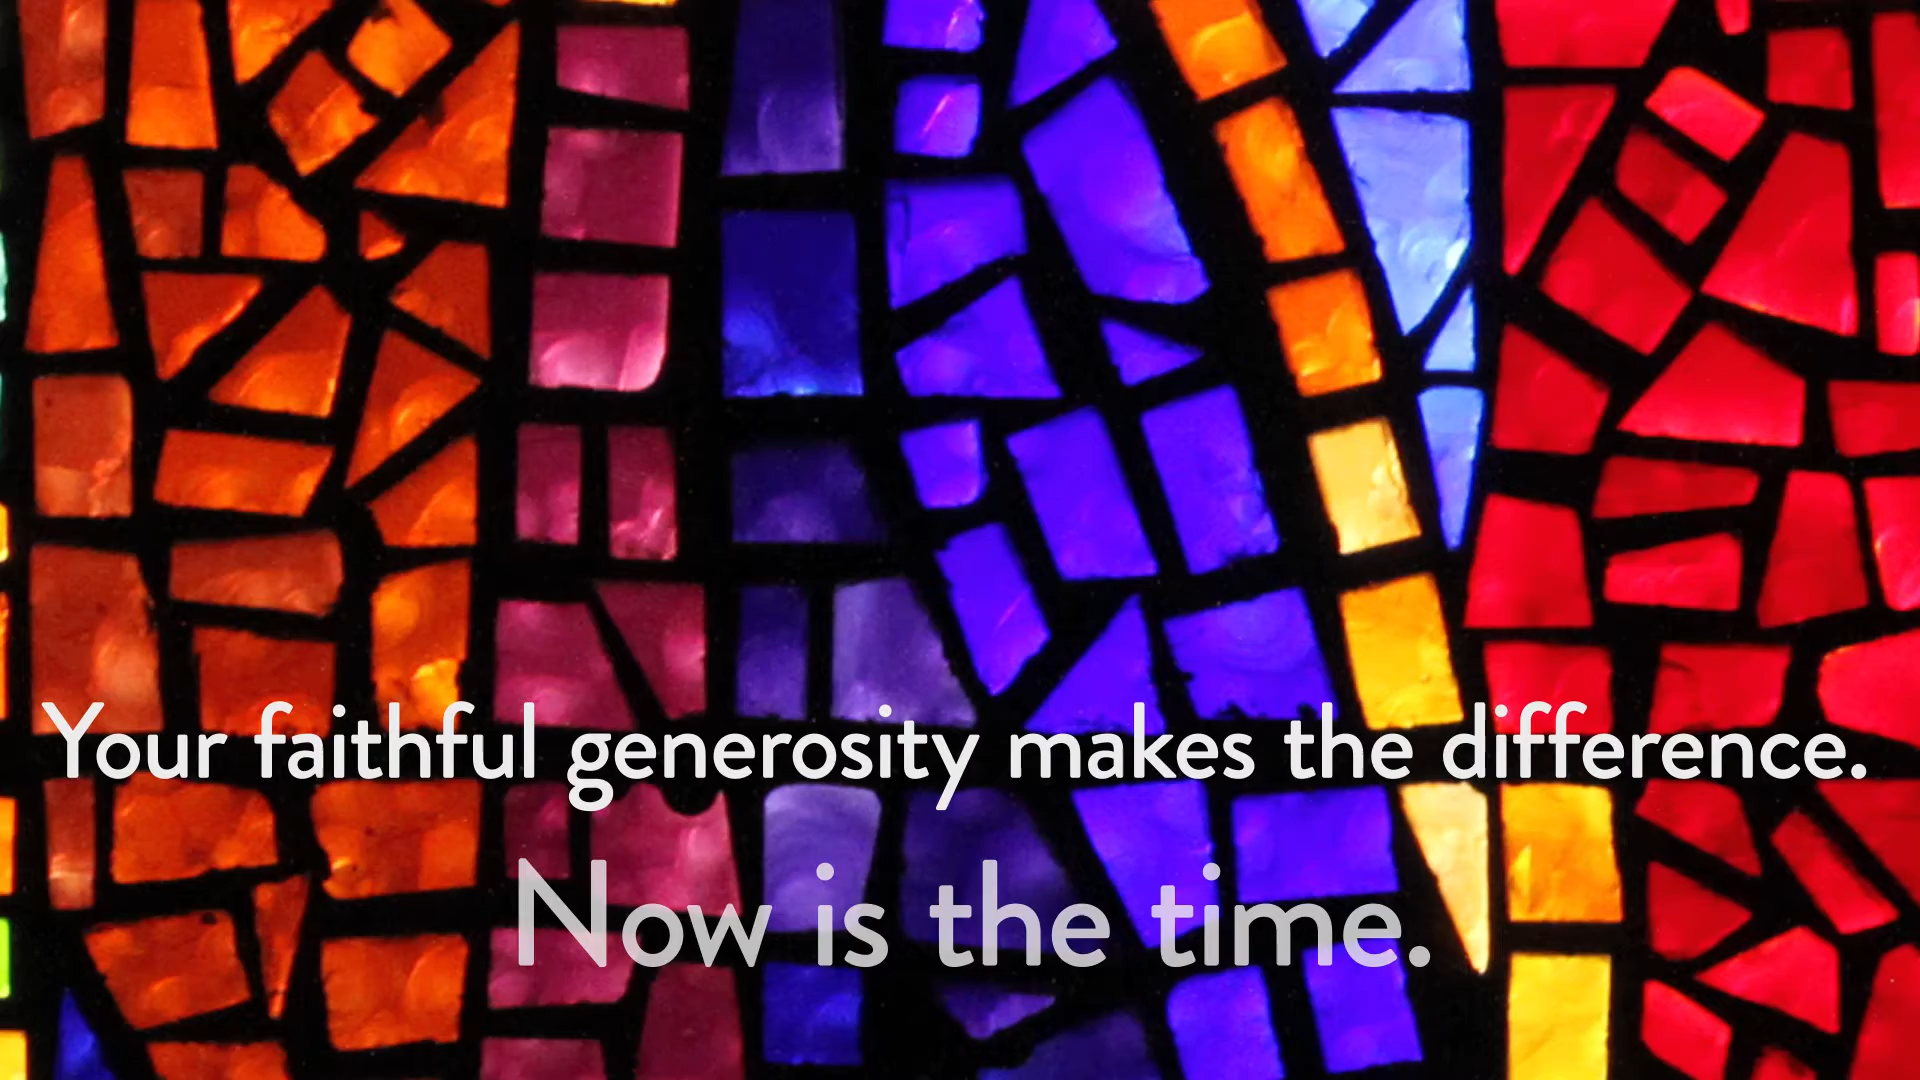 Your faithful generosity makes the difference.
Now is the time.